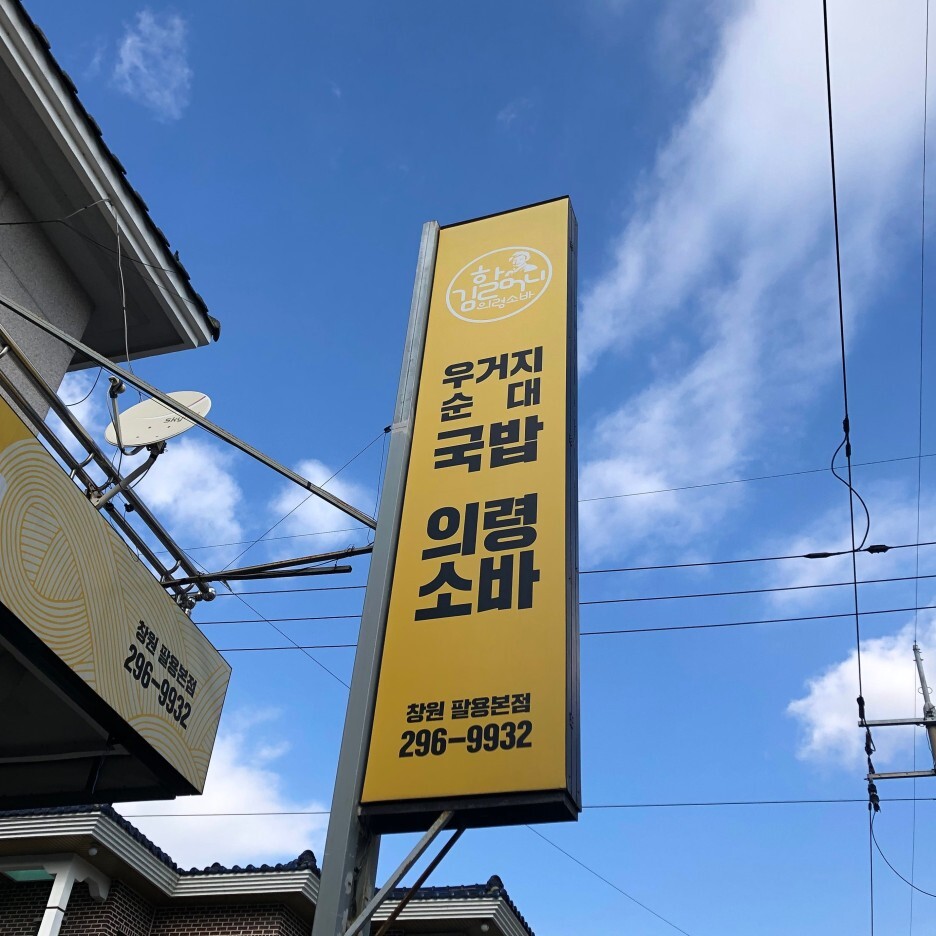 할머니
김
의령소바
우거지
순대
국밥
의령
소바
창원 팔용본점
296-9932
SKY
창원 팔용본점
296-9932